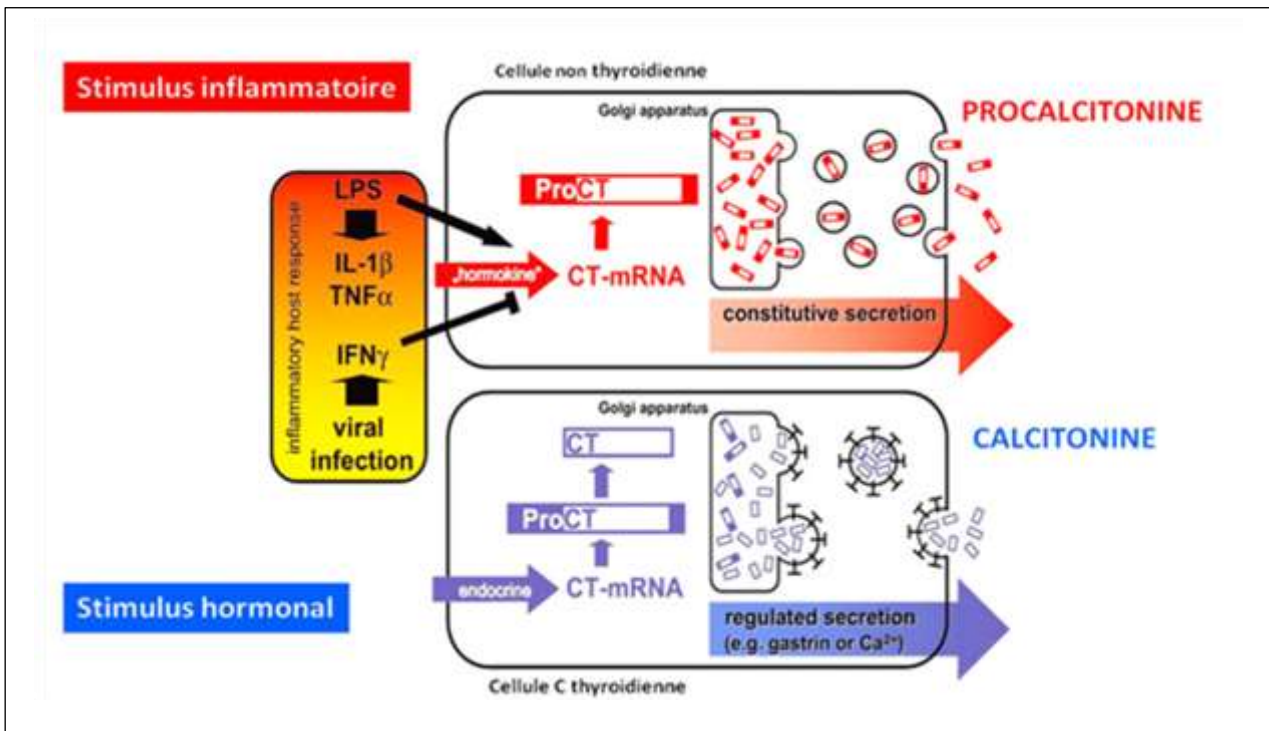 Stimulus inflammatoire
Cellule non thyroidienne
Golgi apparatus
PROCALCITONINE
inflammatory host response
LPS
IL-1β
TNFα
IFNγ
viral
infection
ProCT
„hormokine“
CT-mRNA
constitutive secretion
Golgi apparatus
CALCITONINE
CT
ProCT
endocrine
CT-mRNA
Stimulus hormonal
regulated secretion
(e.g. gastrin or Ca²⁺)
Cellule C thyroidienne